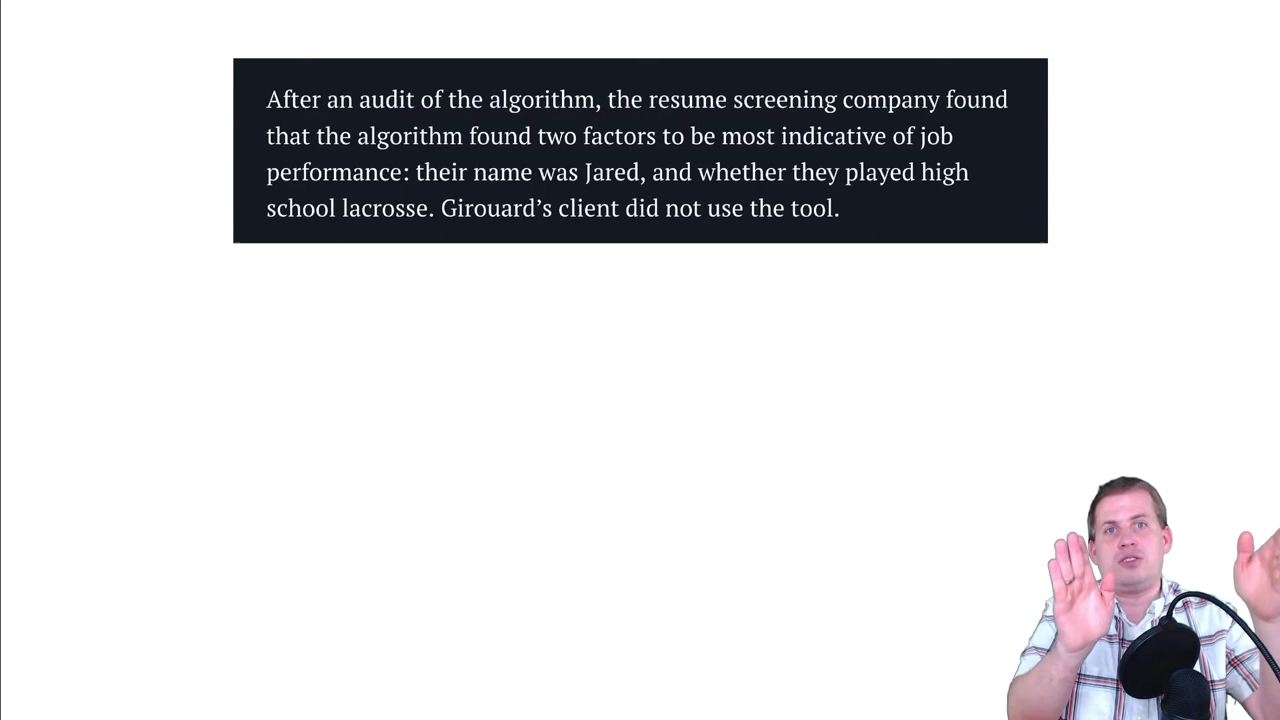 After an audit of the algorithm, the resume screening company found
that the algorithm found two factors to be most indicative of job
performance: their name was Jared, and whether they played high
school lacrosse. Girouard’s client did not use the tool.